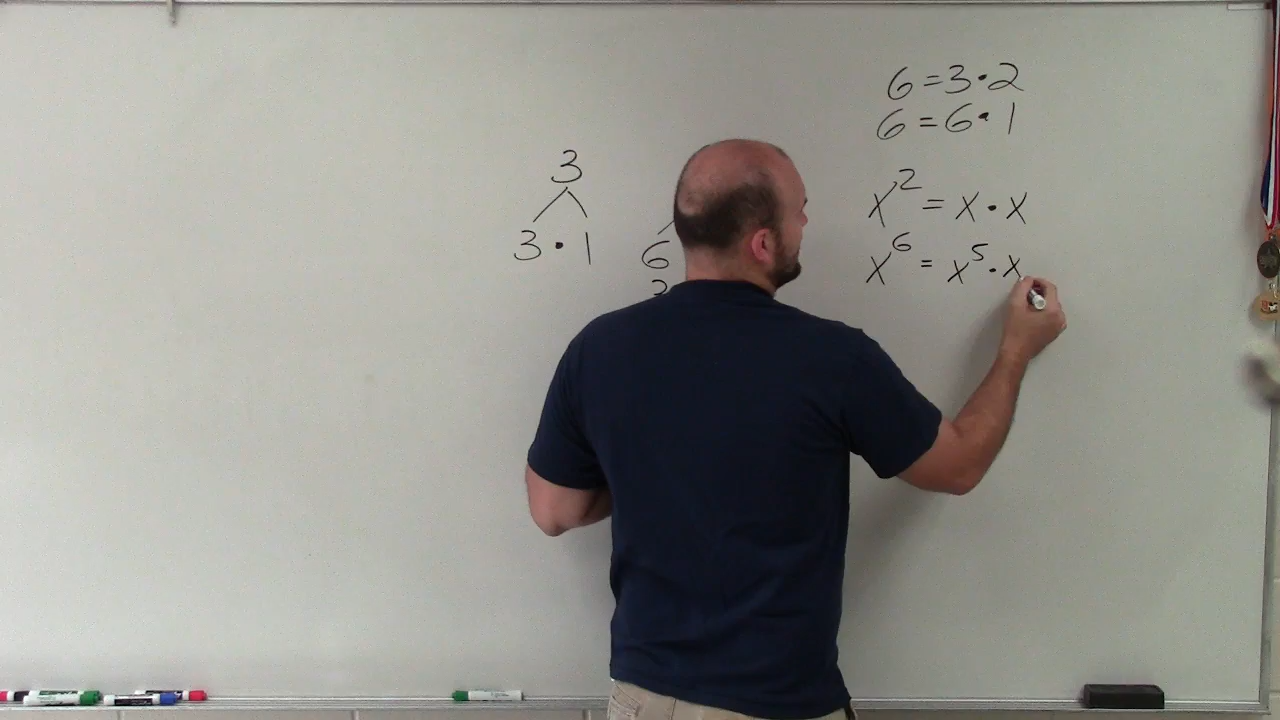 3
3 · 1
6
6 = 3 · 2
6 = 6 · 1
x² = x · x
x⁶ = x⁵ · x